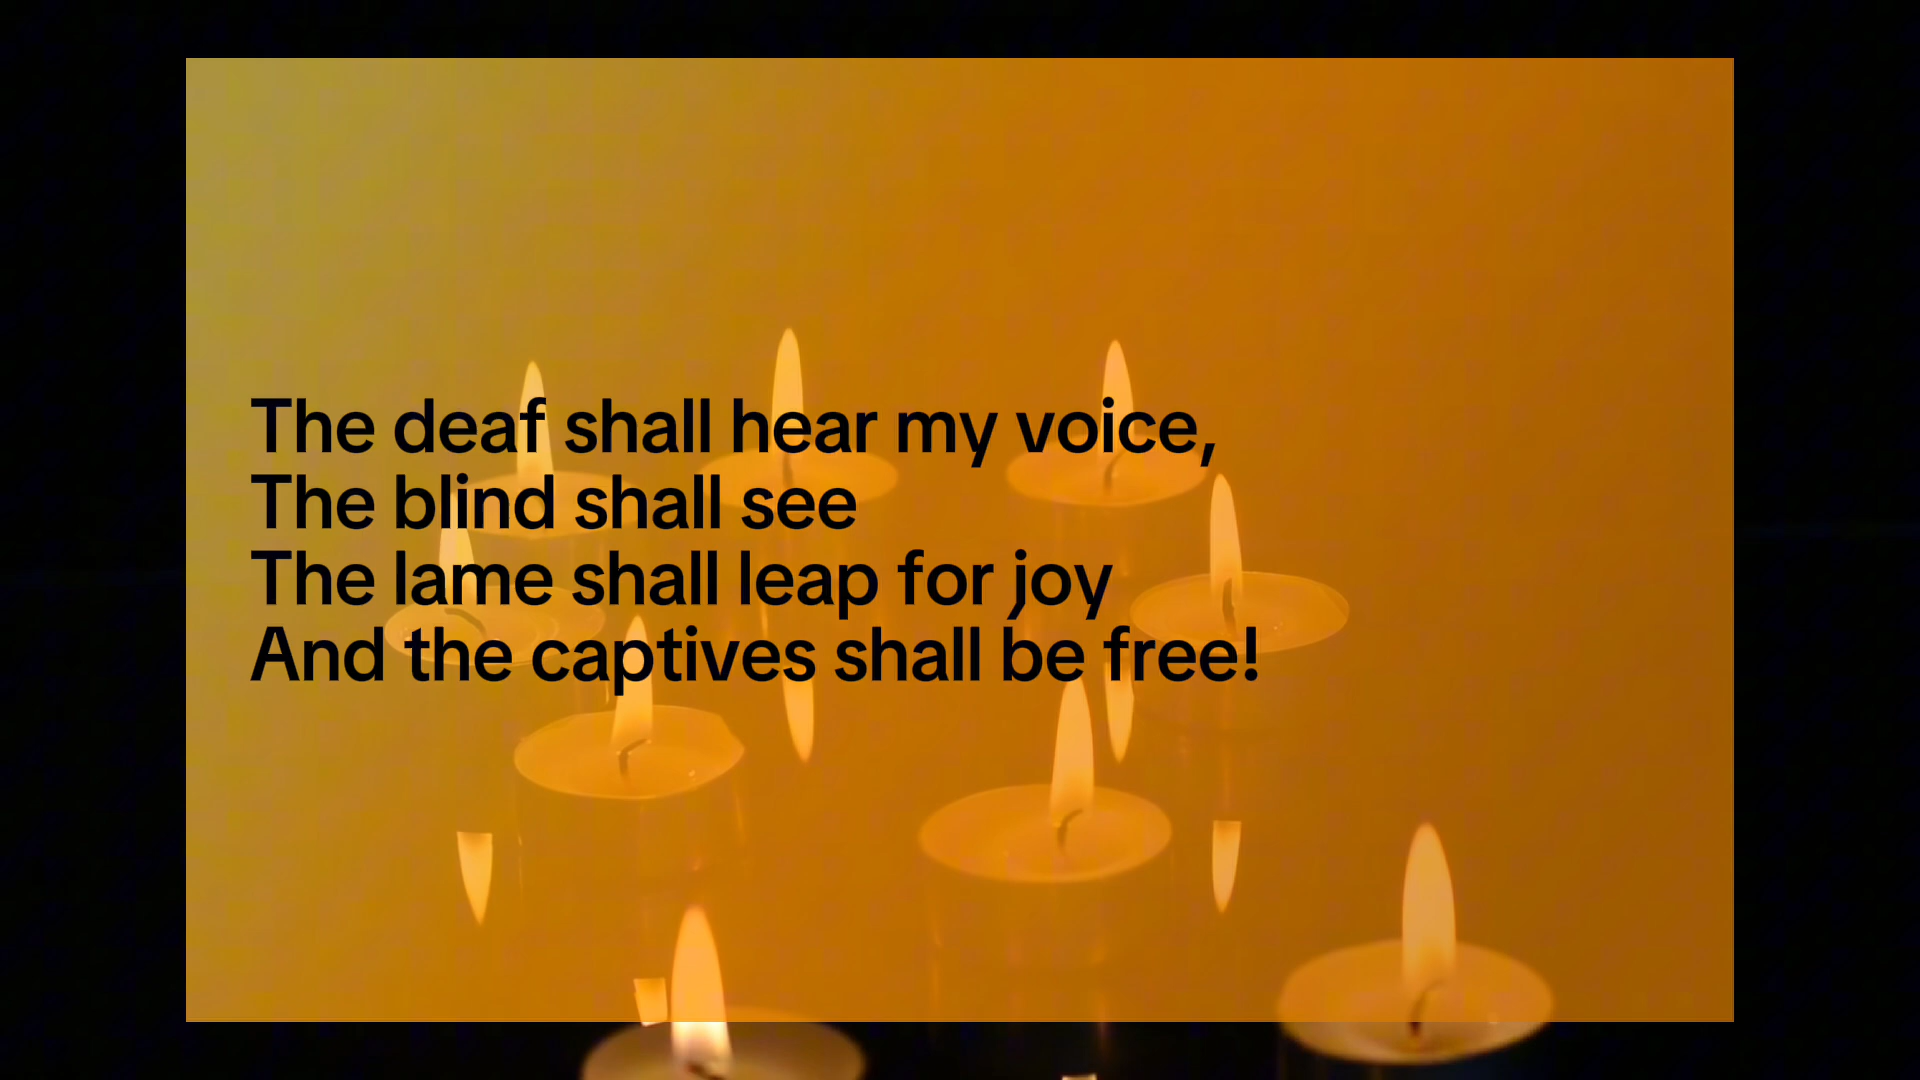 The deaf shall hear my voice,
The blind shall see
The lame shall leap for joy
And the captives shall be free!